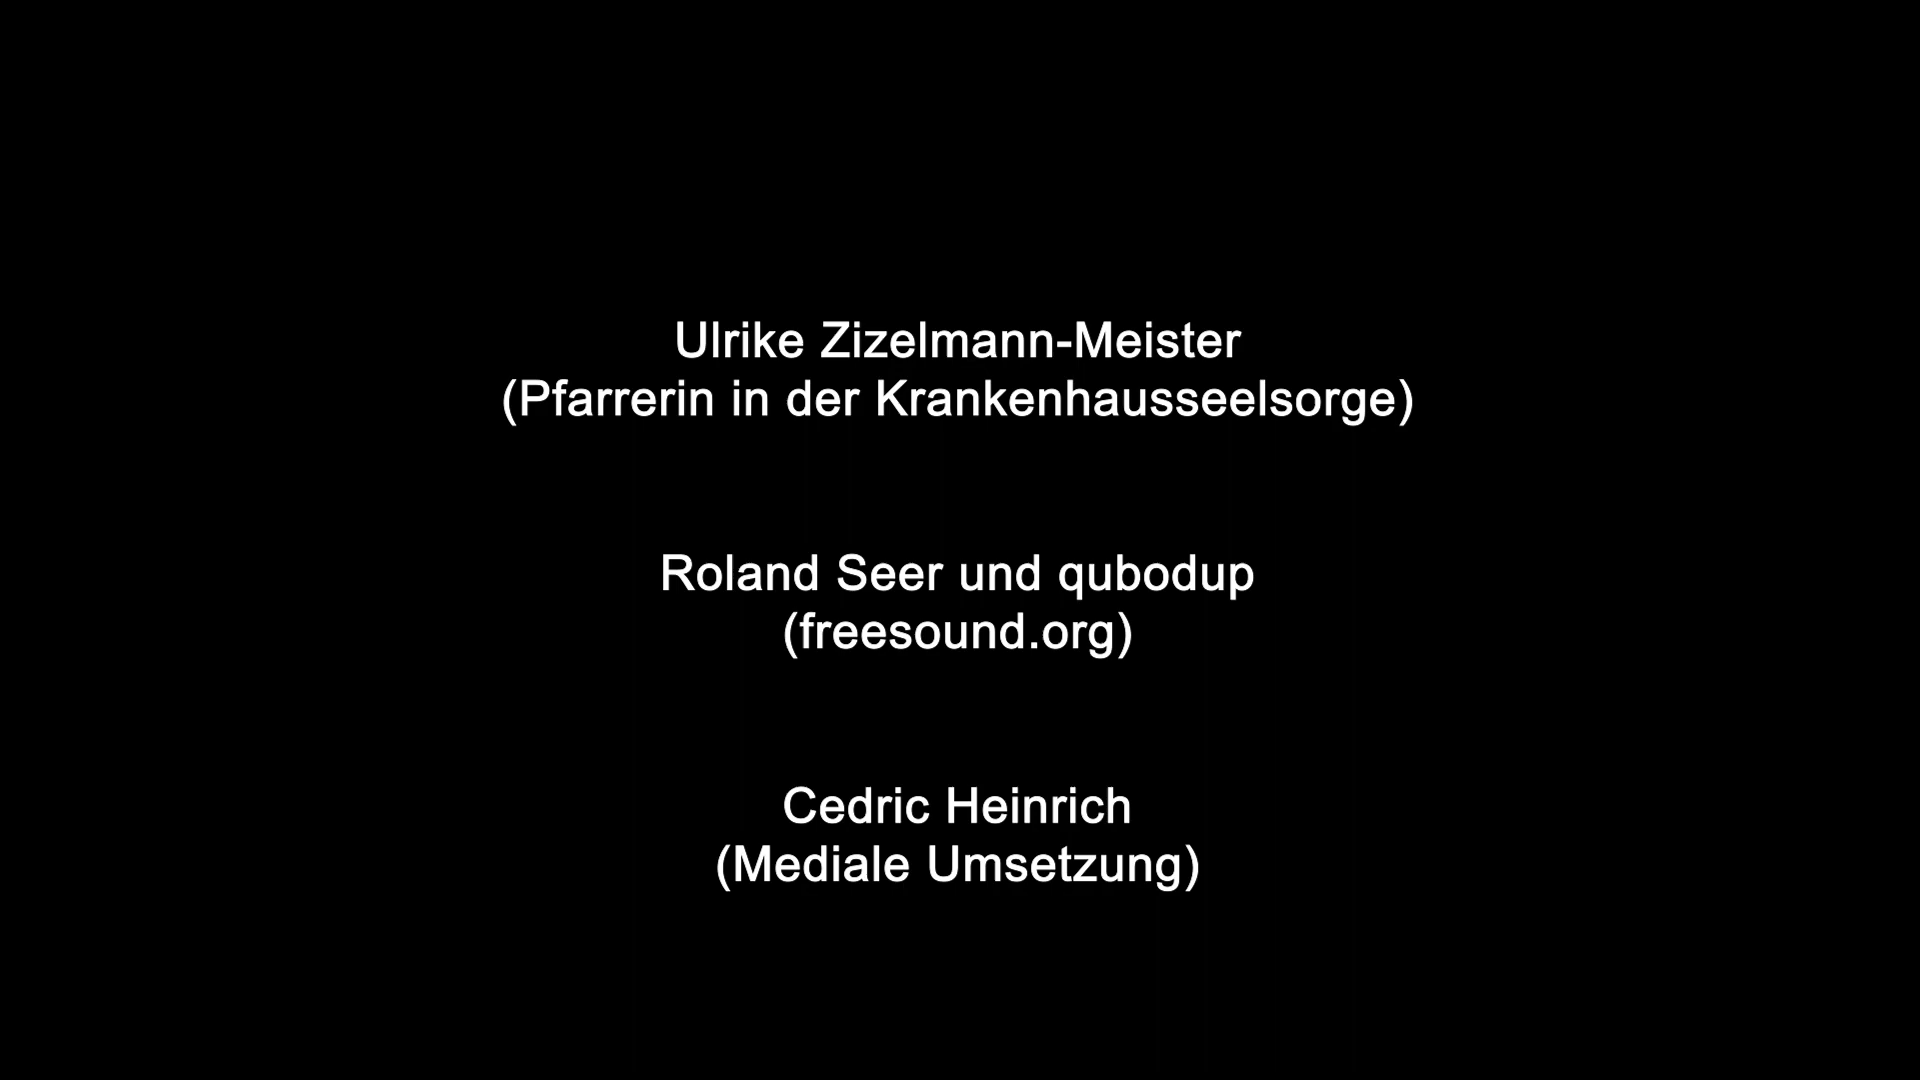 Ulrike Zizelmann-Meister
(Pfarrerin in der Krankenhausseelsorge)
Roland Seer und qubodup
(freesound.org)
Cedric Heinrich
(Mediale Umsetzung)